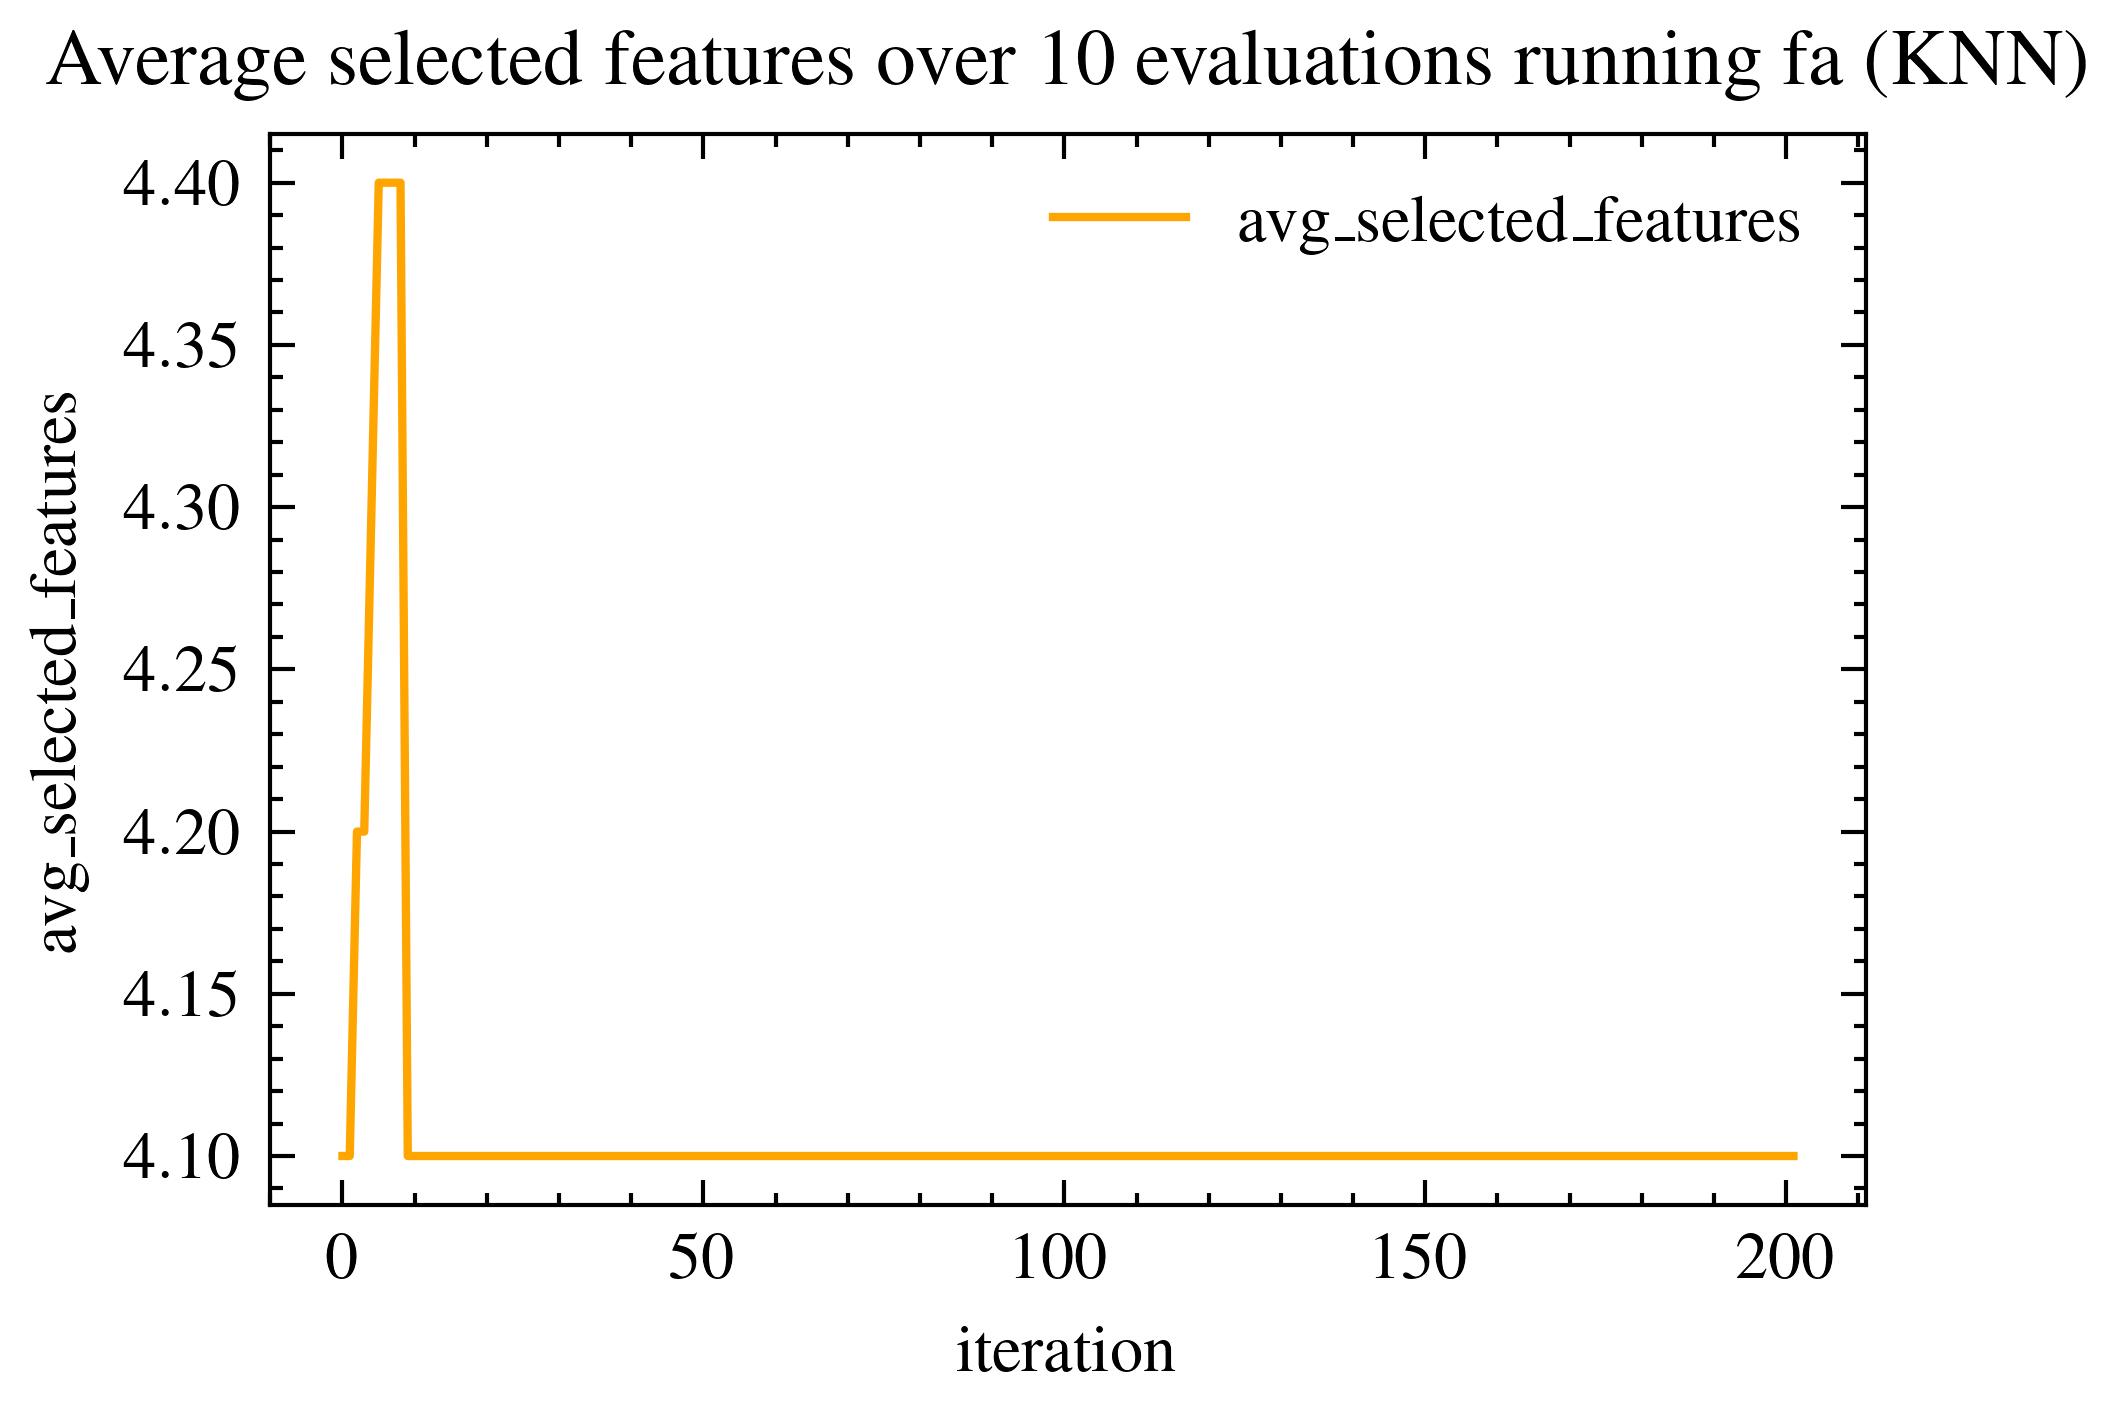 Average selected features over 10 evaluations running fa (KNN)
avg_selected_features
4.40
4.35
4.30
4.25
4.20
4.15
4.10
avg_selected_features
0 50 100 150 200
iteration